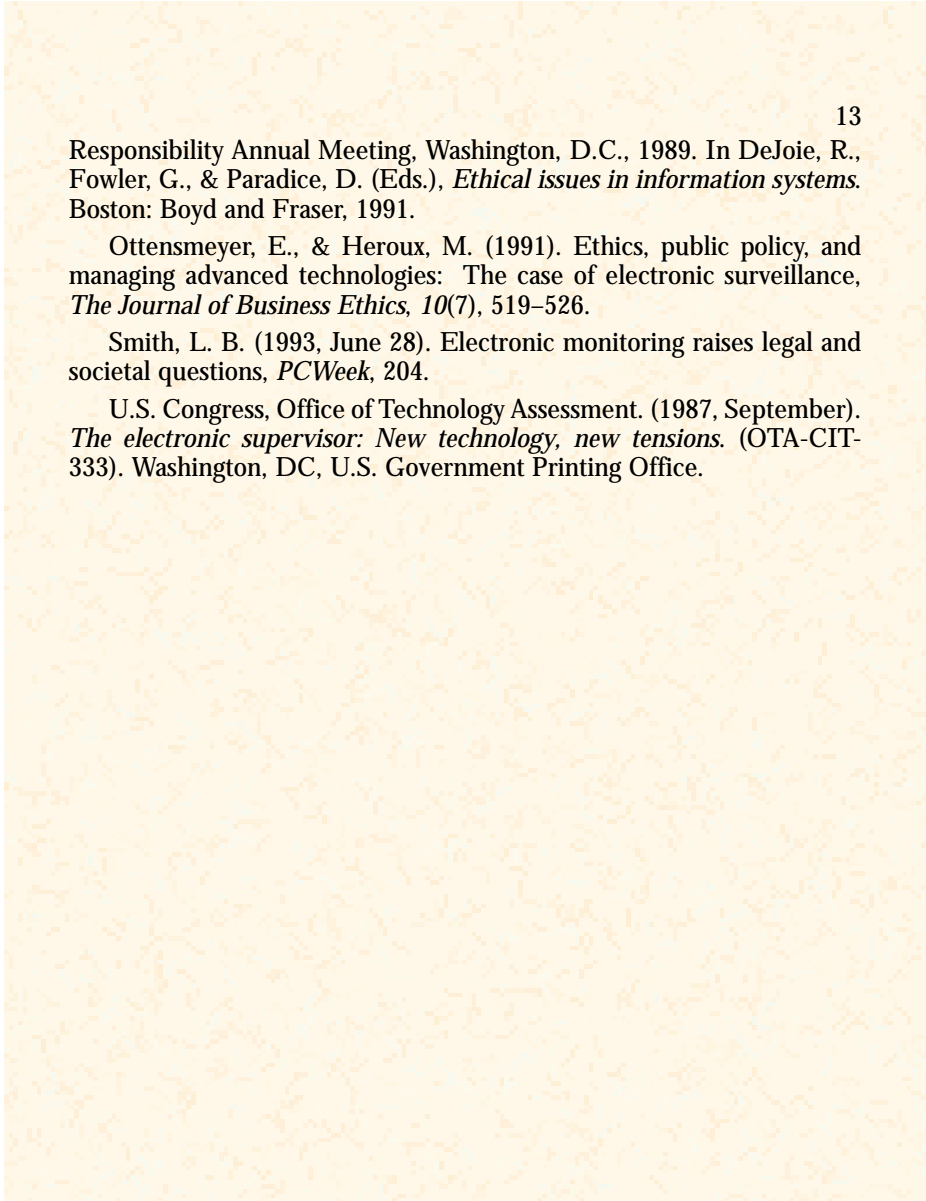 13
Responsibility Annual Meeting, Washington, D.C., 1989. In DeJoie, R.,
Fowler, G., & Paradice, D. (Eds.), Ethical issues in information systems.
Boston: Boyd and Fraser, 1991.
Ottensmeyer, E., & Heroux, M. (1991). Ethics, public policy, and
managing advanced technologies: The case of electronic surveillance,
The Journal of Business Ethics, 10(7), 519–526.
Smith, L. B. (1993, June 28). Electronic monitoring raises legal and
societal questions, PCWeek, 204.
U.S. Congress, Office of Technology Assessment. (1987, September).
The electronic supervisor: New technology, new tensions. (OTA-CIT-
333). Washington, DC, U.S. Government Printing Office.